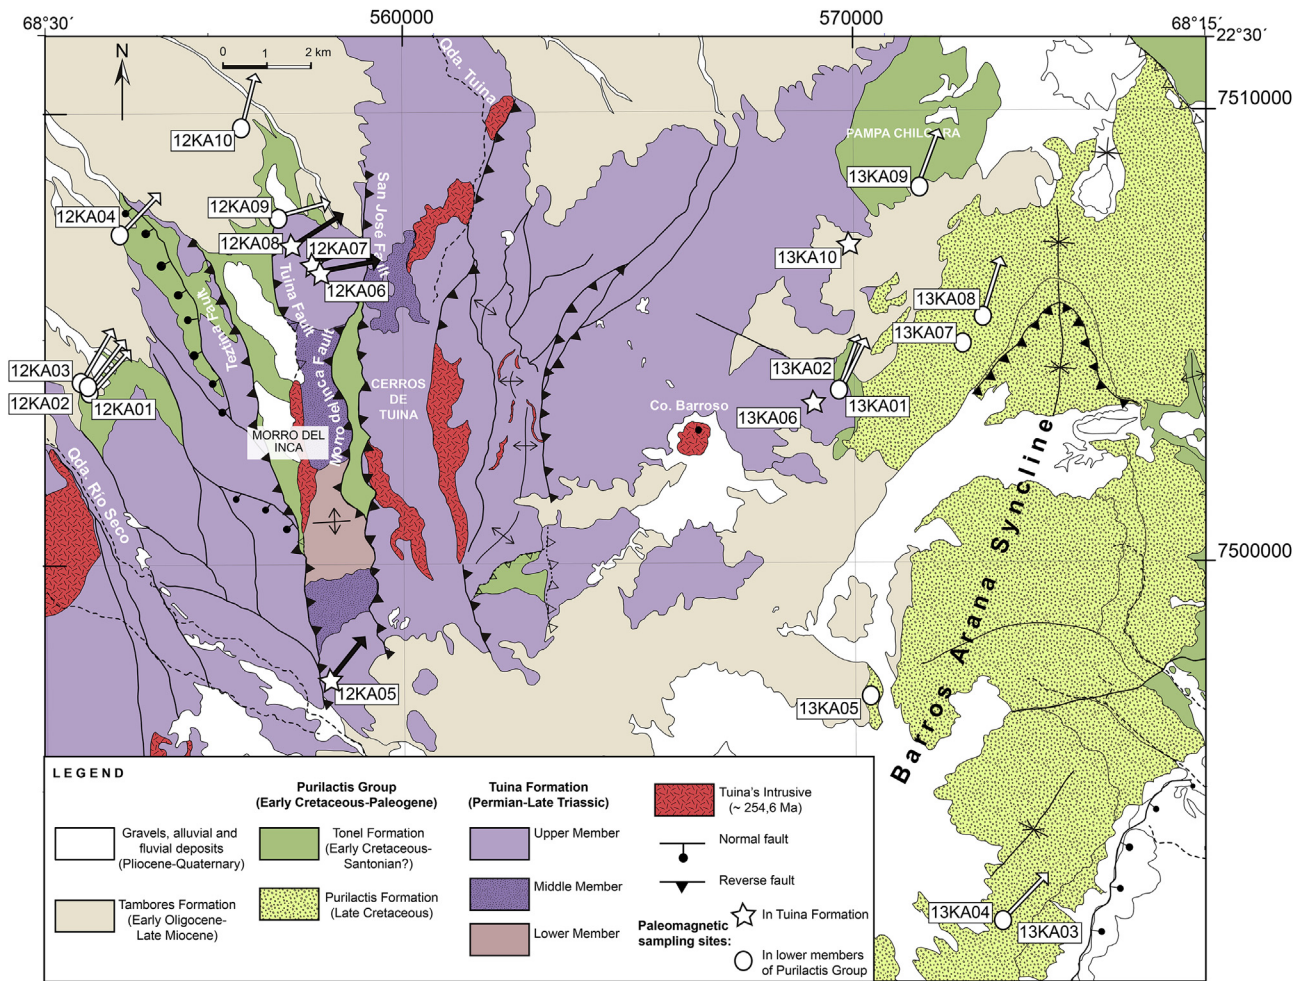 68°30´
560000
570000
68°15´
22°30´
N
0 1 2 km
Qda. Tuina
7510000
12KA10
PAMPA CHILCARA
13KA09
San José Fault
12KA09
12KA04
12KA08
12KA07
13KA10
12KA06
Tuina Fault
13KA08
Teztina Fault
13KA07
12KA03
12KA02
12KA01
Morro del Inca Fault
CERROS
DE
TUINA
13KA02
13KA01
Co. Barroso
13KA06
MORRO DEL
INCA
Qda. Río Seco
Barros Arana Syncline
7500000
12KA05
13KA05
13KA04
13KA03
LEGEND
Gravels, alluvial and
fluvial deposits
(Pliocene-Quaternary)
Tambores Formation
(Early Oligocene-
Late Miocene)
Purilactis Group
(Early Cretaceous-Paleogene)
Tonel Formation
(Early Cretaceous-
Santonian?)
Purilactis Formation
(Late Cretaceous)
Tuina Formation
(Permian-Late Triassic)
Upper Member
Middle Member
Lower Member
Tuina's Intrusive
(~ 254,6 Ma)
Normal fault
Reverse fault
Paleomagnetic
sampling sites:
In Tuina Formation
In lower members
of Purilactis Group